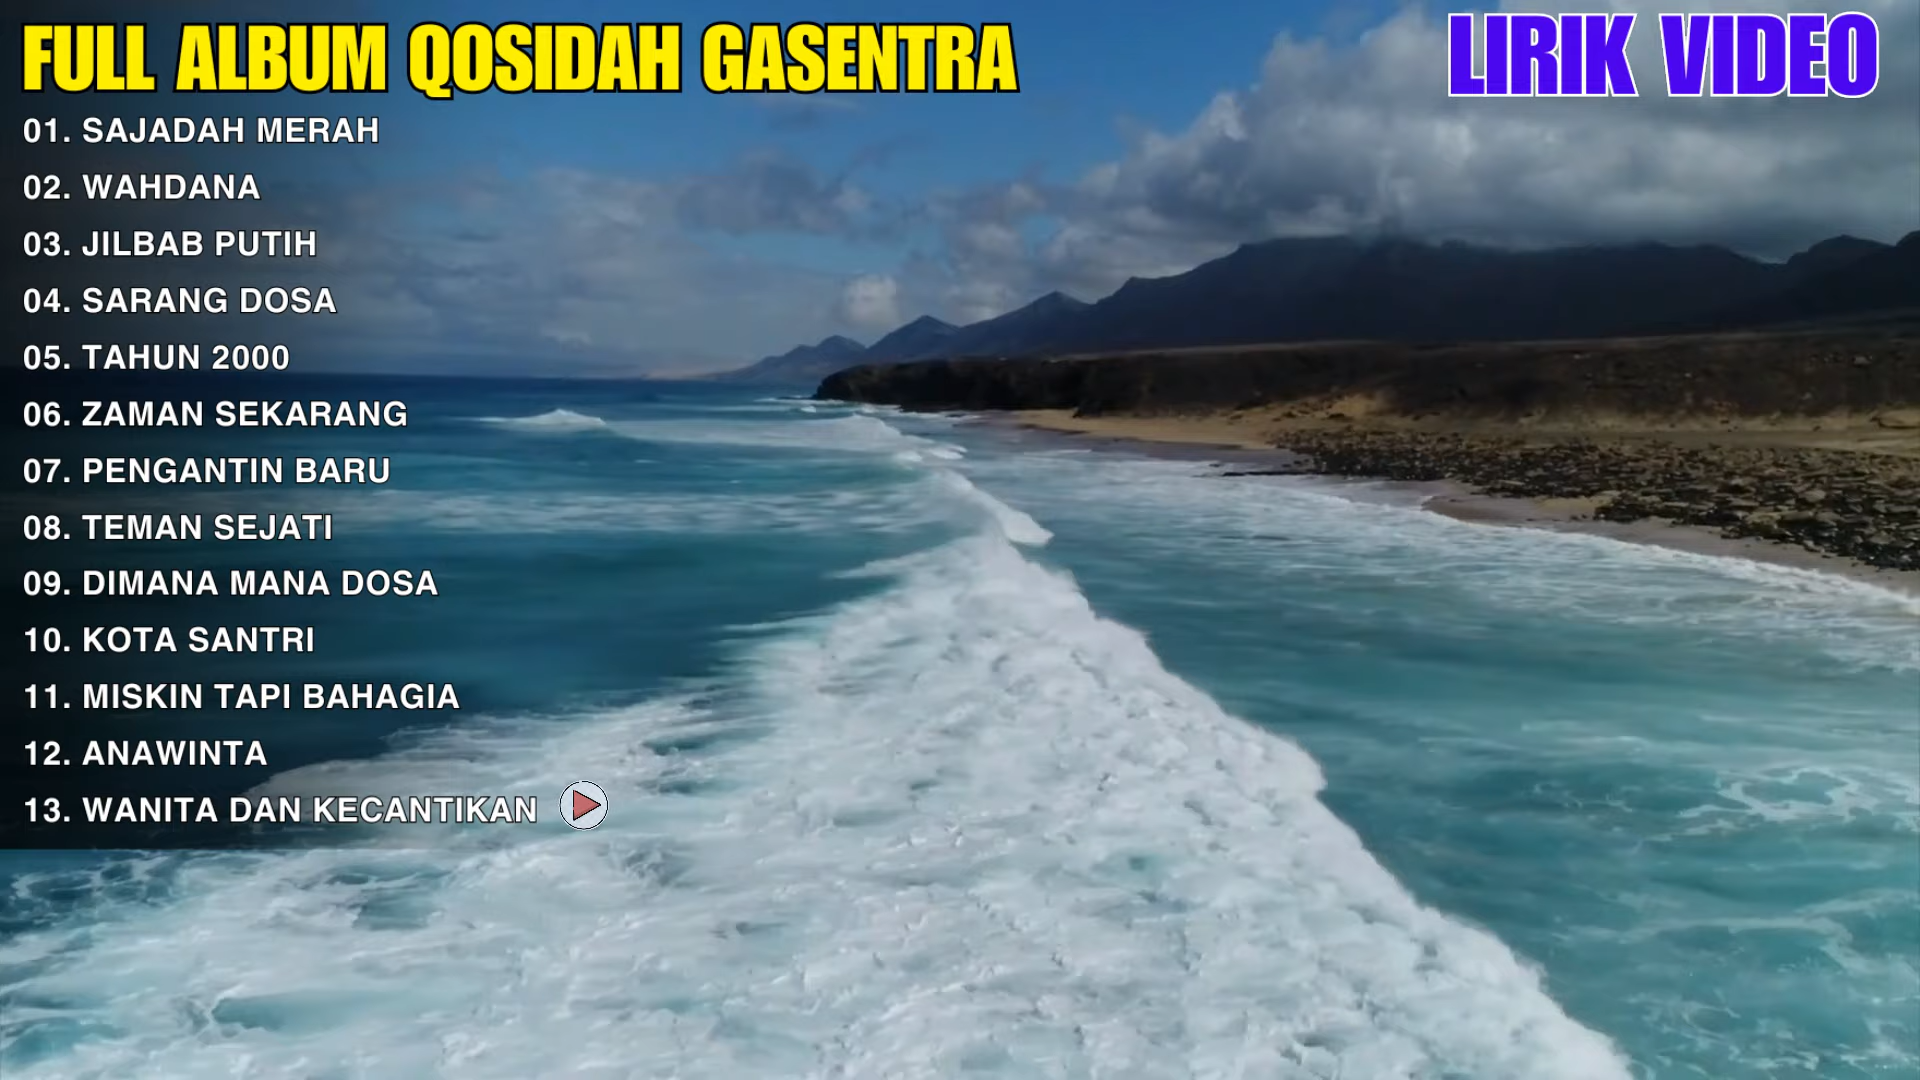 FULL ALBUM QOSIDAH GASENTRA
LIRIK VIDEO
01. SAJADAH MERAH
02. WAHDANA
03. JILBAB PUTIH
04. SARANG DOSA
05. TAHUN 2000
06. ZAMAN SEKARANG
07. PENGANTIN BARU
08. TEMAN SEJATI
09. DIMANA MANA DOSA
10. KOTA SANTRI
11. MISKIN TAPI BAHAGIA
12. ANAWINTA
13. WANITA DAN KECANTIKAN